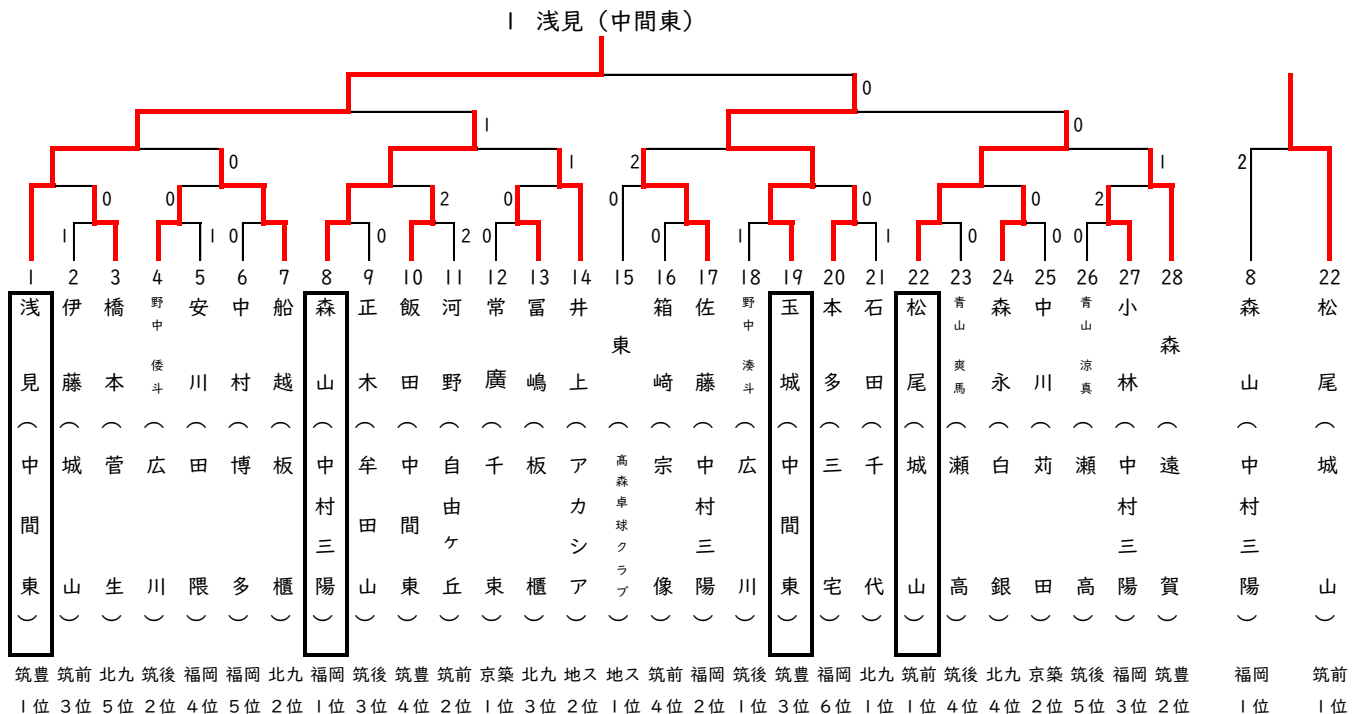 1 浅見（中間東）
0
1 0
0 1 2 1 2
0 0 2 0 0 0 2
1 1 0 0 2 0 0 1 1 0 0 0
1 2 3 4 5 6 7 8 9 10 11 12 13 14 15 16 17 18 19 20 21 22 23 24 25 26 27 28 8 22
浅見（中間東）
伊藤（城山）
橋本（菅生）
野中 倭斗（広川）
安川（田隈）
中村（博多）
船越（板櫃）
森山（中村三陽）
正木（牟田山）
飯田（中間東）
河野（自由ケ丘）
常廣（千束）
冨嶋（板櫃）
井上（アカシア）
東（高森卓球クラブ）
箱﨑（宗像）
佐藤（中村三陽）
野中 湊斗（広川）
玉城（中間東）
本多（三宅）
石田（千代）
松尾（城山）
青山 爽馬（瀬高）
森永（白銀）
中川（苅田）
青山 涼真（瀬高）
小林（中村三陽）
森（遠賀）
森山（中村三陽）
松尾（城山）
筑豊 筑前 北九 筑後 福岡 福岡 北九 福岡 筑後 筑豊 筑前 京築 北九 地ス 地ス 筑前 福岡 筑後 筑豊 福岡 北九 筑前 筑後 北九 京築 筑後 福岡 筑豊 福岡 筑前
1位 3位 5位 2位 4位 5位 2位 1位 3位 4位 2位 1位 3位 2位 1位 4位 2位 1位 3位 6位 1位 1位 4位 4位 2位 5位 3位 2位 1位 1位